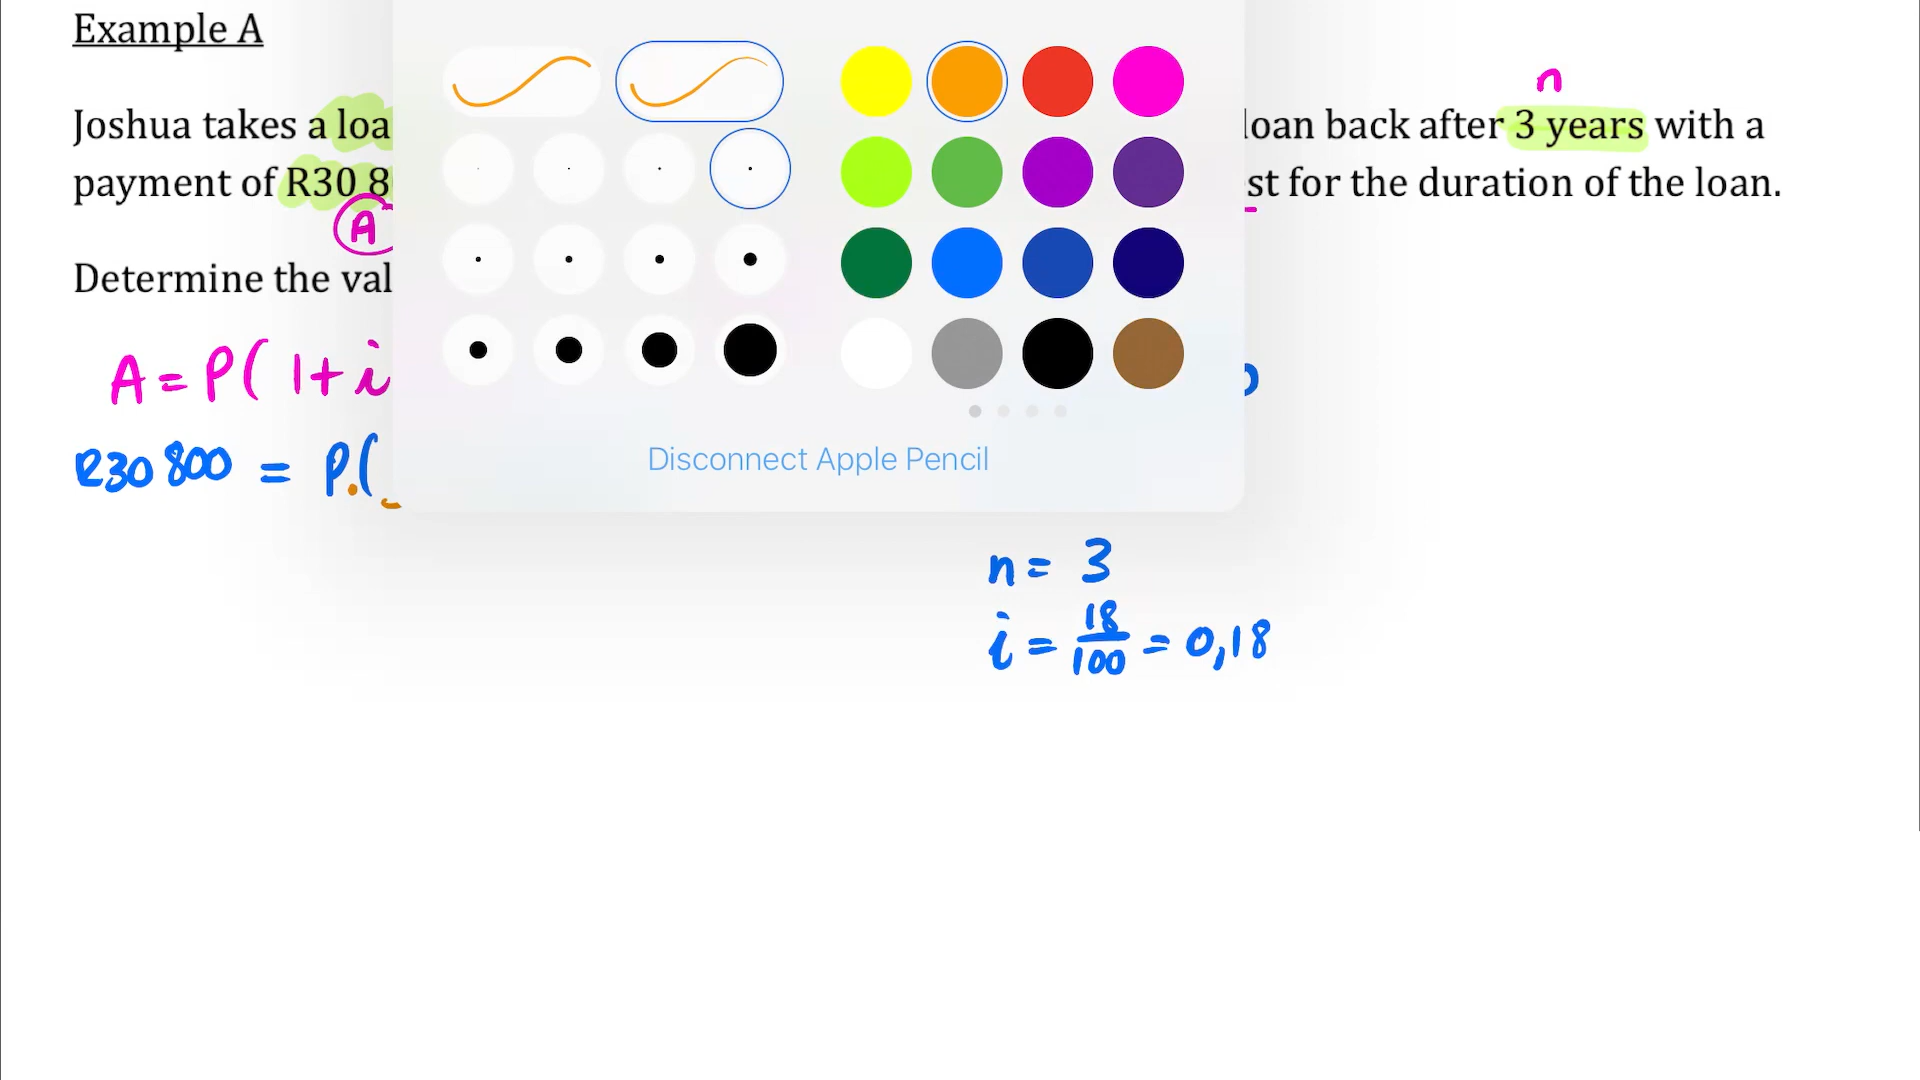 Example A
n
Joshua takes a loa loan back after 3 years with a
payment of R30 8 st for the duration of the loan.
A
Determine the val
A = P( 1 + i
R30 800 = P.(
Disconnect Apple Pencil
n = 3
i = 18/100 = 0,18